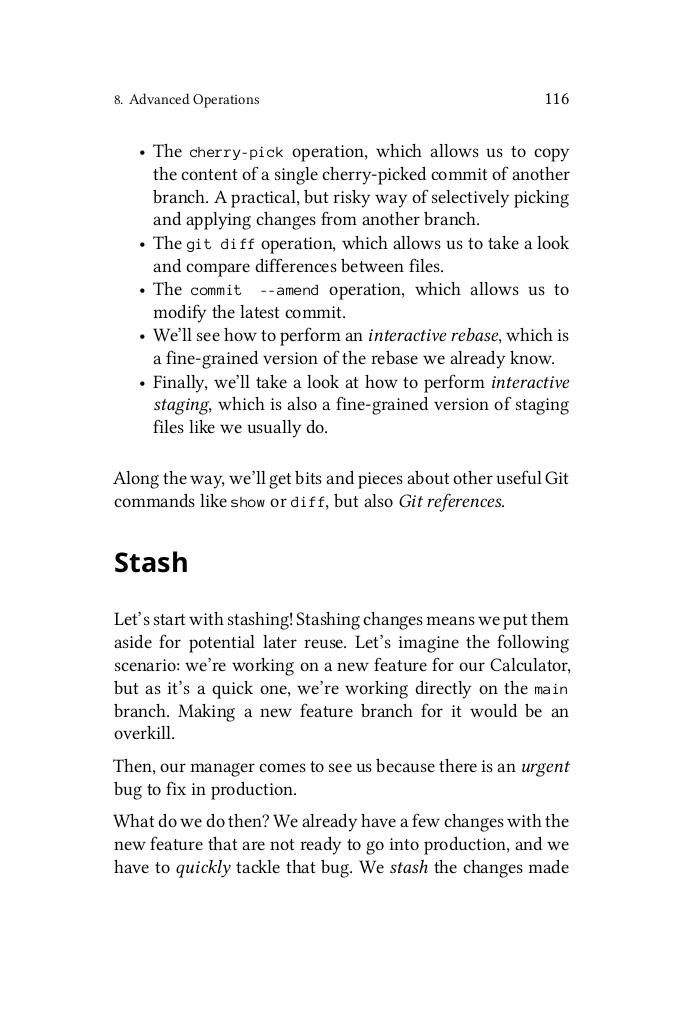 8. Advanced Operations 116
• The cherry-pick operation, which allows us to copy
the content of a single cherry-picked commit of another
branch. A practical, but risky way of selectively picking
and applying changes from another branch.
• The git diff operation, which allows us to take a look
and compare differences between files.
• The commit --amend operation, which allows us to
modify the latest commit.
• We’ll see how to perform an interactive rebase, which is
a fine-grained version of the rebase we already know.
• Finally, we’ll take a look at how to perform interactive
staging, which is also a fine-grained version of staging
files like we usually do.
Along the way, we’ll get bits and pieces about other useful Git
commands like show or diff, but also Git references.
Stash
Let’s start with stashing! Stashing changes means we put them
aside for potential later reuse. Let’s imagine the following
scenario: we’re working on a new feature for our Calculator,
but as it’s a quick one, we’re working directly on the main
branch. Making a new feature branch for it would be an
overkill.
Then, our manager comes to see us because there is an urgent
bug to fix in production.
What do we do then? We already have a few changes with the
new feature that are not ready to go into production, and we
have to quickly tackle that bug. We stash the changes made